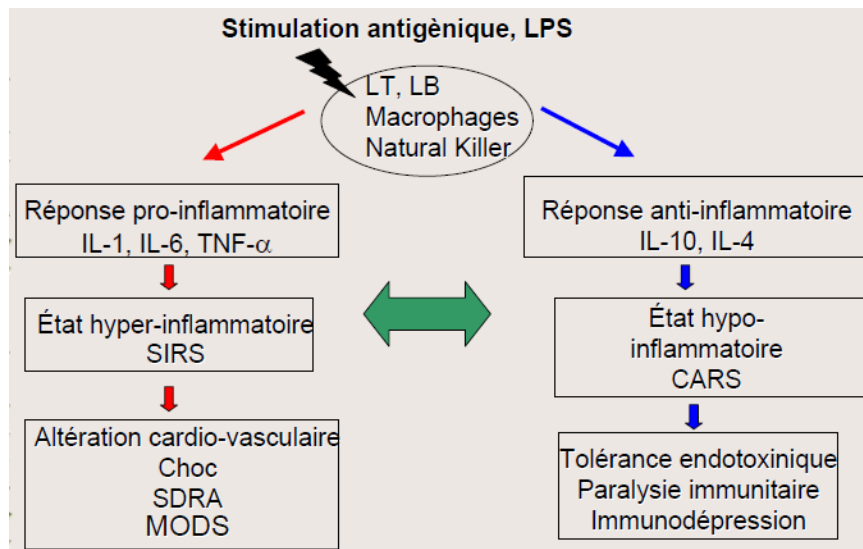 Stimulation antigènique, LPS
LT, LB
Macrophages
Natural Killer
Réponse pro-inflammatoire
IL-1, IL-6, TNF-α
État hyper-inflammatoire
SIRS
Altération cardio-vasculaire
Choc
SDRA
MODS
Réponse anti-inflammatoire
IL-10, IL-4
État hypo-
inflammatoire
CARS
Tolérance endotoxinique
Paralysie immunitaire
Immunodépression